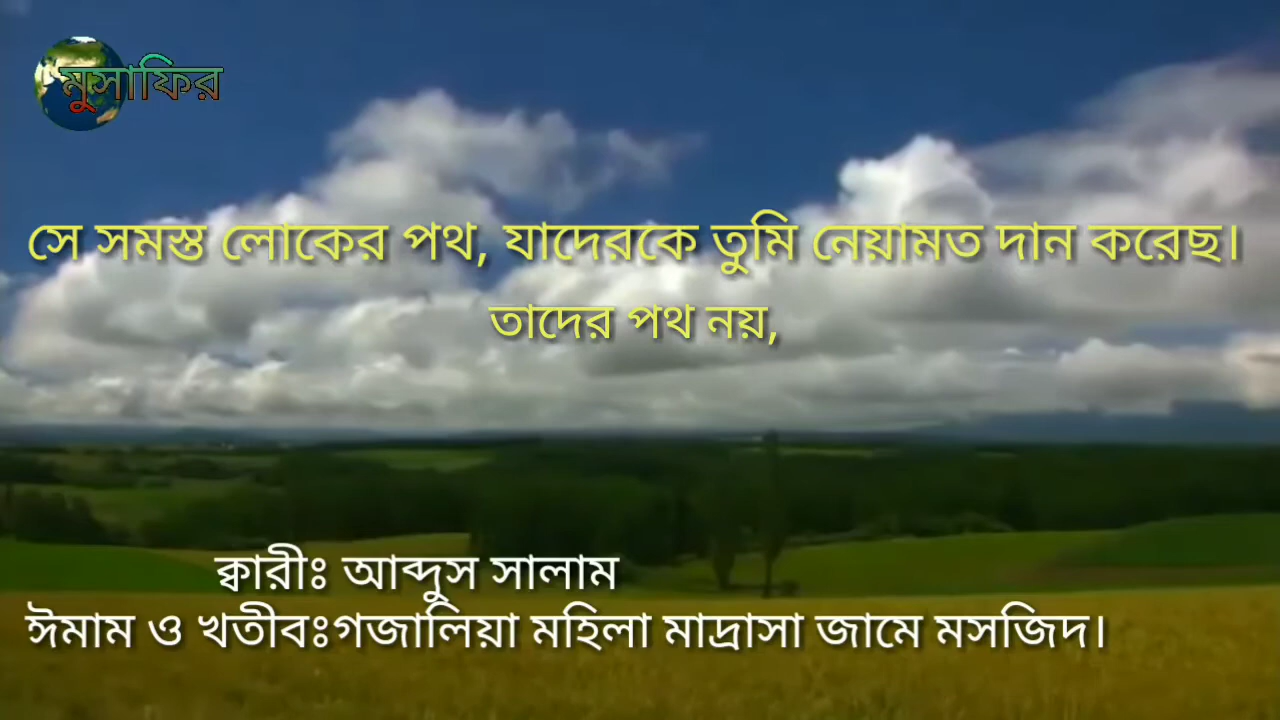 মুসাফির
সে সমস্ত লোকের পথ, যাদেরকে তুমি নেয়ামত দান করেছ।
তাদের পথ নয়,
ক্বারীঃ আব্দুস সালাম
ঈমাম ও খতীবঃগজালিয়া মহিলা মাদ্রাসা জামে মসজিদ।